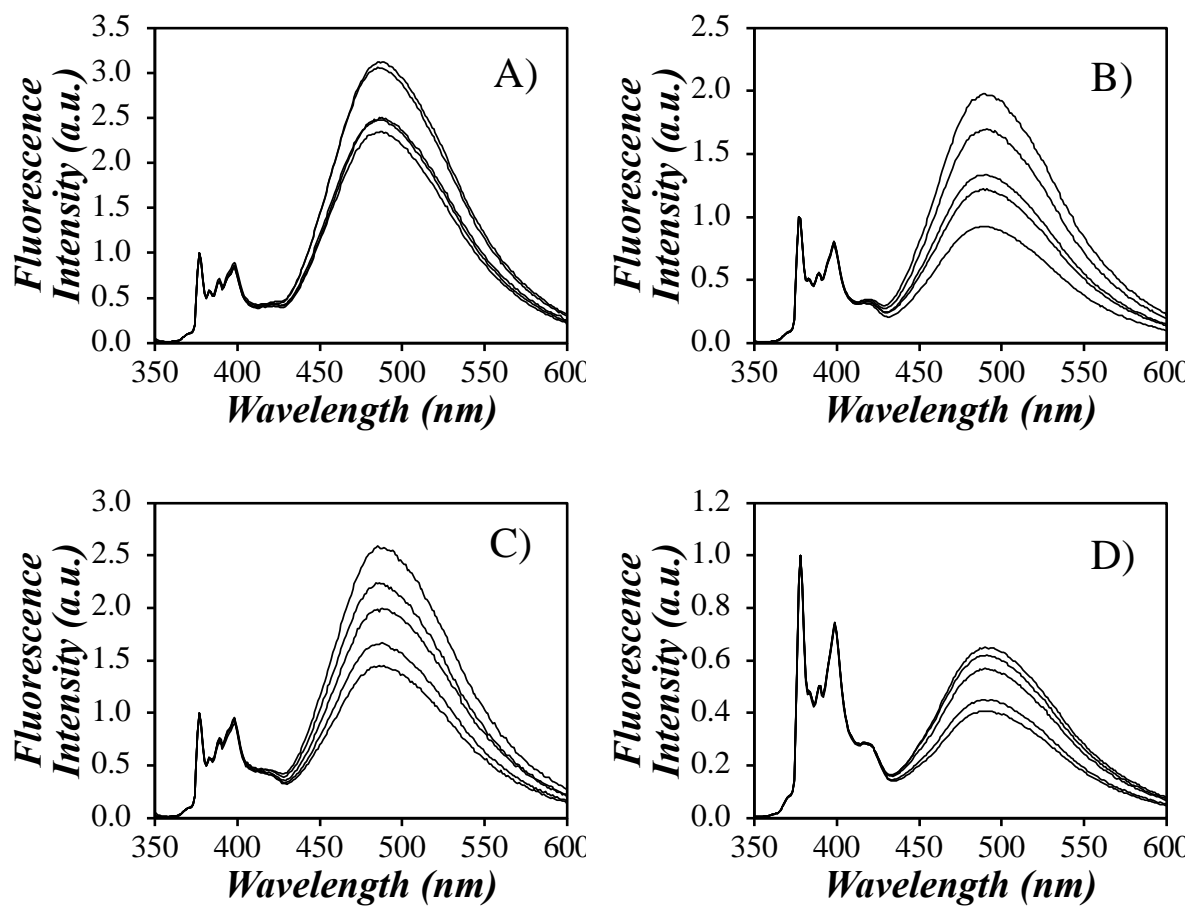 A)
Fluorescence
Intensity (a.u.)
3.5
3.0
2.5
2.0
1.5
1.0
0.5
0.0
350 400 450 500 550 600
Wavelength (nm)
B)
Fluorescence
Intensity (a.u.)
2.5
2.0
1.5
1.0
0.5
0.0
350 400 450 500 550 600
Wavelength (nm)
C)
Fluorescence
Intensity (a.u.)
3.0
2.5
2.0
1.5
1.0
0.5
0.0
350 400 450 500 550 600
Wavelength (nm)
D)
Fluorescence
Intensity (a.u.)
1.2
1.0
0.8
0.6
0.4
0.2
0.0
350 400 450 500 550 600
Wavelength (nm)